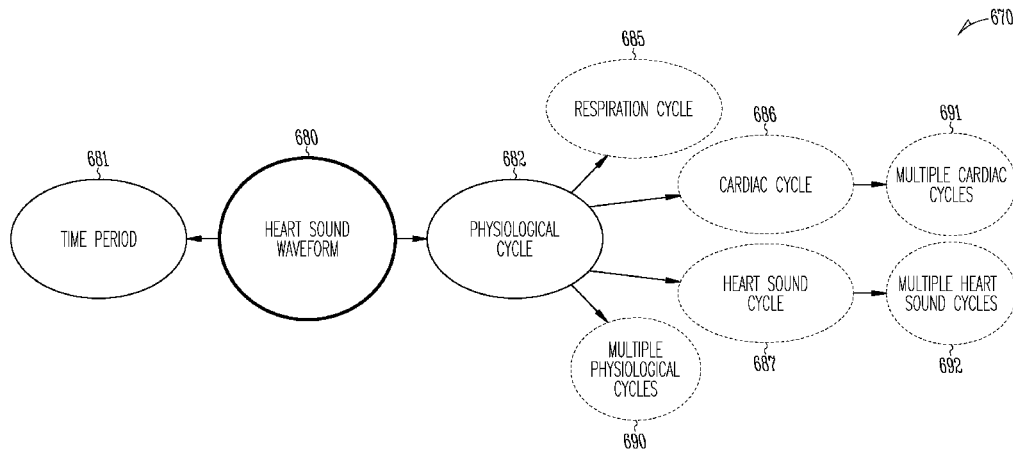 670
685
RESPIRATION CYCLE
686
691
680
681
682
CARDIAC CYCLE
MULTIPLE CARDIAC
CYCLES
TIME PERIOD
HEART SOUND
WAVEFORM
PHYSIOLOGICAL
CYCLE
HEART SOUND
CYCLE
MULTIPLE HEART
SOUND CYCLES
MULTIPLE
PHYSIOLOGICAL
CYCLES
687
692
690